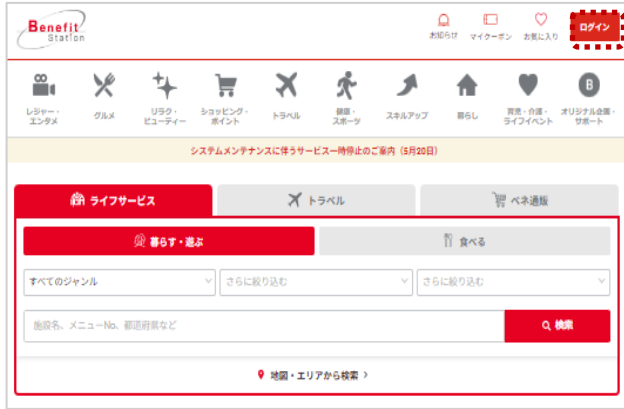 Benefit
Station
お知らせ
マイクーポン
お気に入り
ログイン
レジャー・
エンタメ
グルメ
リラク・
ビューティー
ショッピング・
ポイント
トラベル
健康・
スポーツ
スキルアップ
暮らし
育児・介護・
ライフイベント
B
オリジナル企画・
サポート
システムメンテナンスに伴うサービス一時停止のご案内（5月20日）
ライフサービス
トラベル
ベネ通販
暮らす・遊ぶ
食べる
すべてのジャンル
さらに絞り込む
さらに絞り込む
施設名、メニューNo、都道府県など
検索
地図・エリアから検索 >